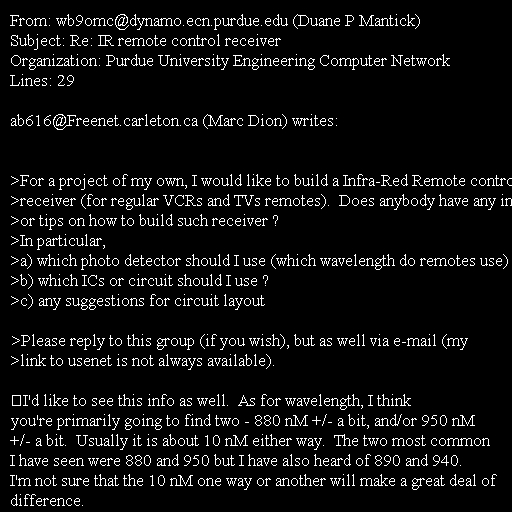 From: wb9omc@dynamo.ecn.purdue.edu (Duane P Mantick)
Subject: Re: IR remote control receiver
Organization: Purdue University Engineering Computer Network
Lines: 29

ab616@Freenet.carleton.ca (Marc Dion) writes:

>For a project of my own, I would like to build a Infra-Red Remote contro
>receiver (for regular VCRs and TVs remotes).  Does anybody have any in
>or tips on how to build such receiver ?
>In particular,
>a) which photo detector should I use (which wavelength do remotes use)
>b) which ICs or circuit should I use ?
>c) any suggestions for circuit layout

>Please reply to this group (if you wish), but as well via e-mail (my
>link to usenet is not always available).

I'd like to see this info as well.  As for wavelength, I think
you're primarily going to find two - 880 nM +/- a bit, and/or 950 nM
+/- a bit.  Usually it is about 10 nM either way.  The two most common
I have seen were 880 and 950 but I have also heard of 890 and 940.
I'm not sure that the 10 nM one way or another will make a great deal of
difference.